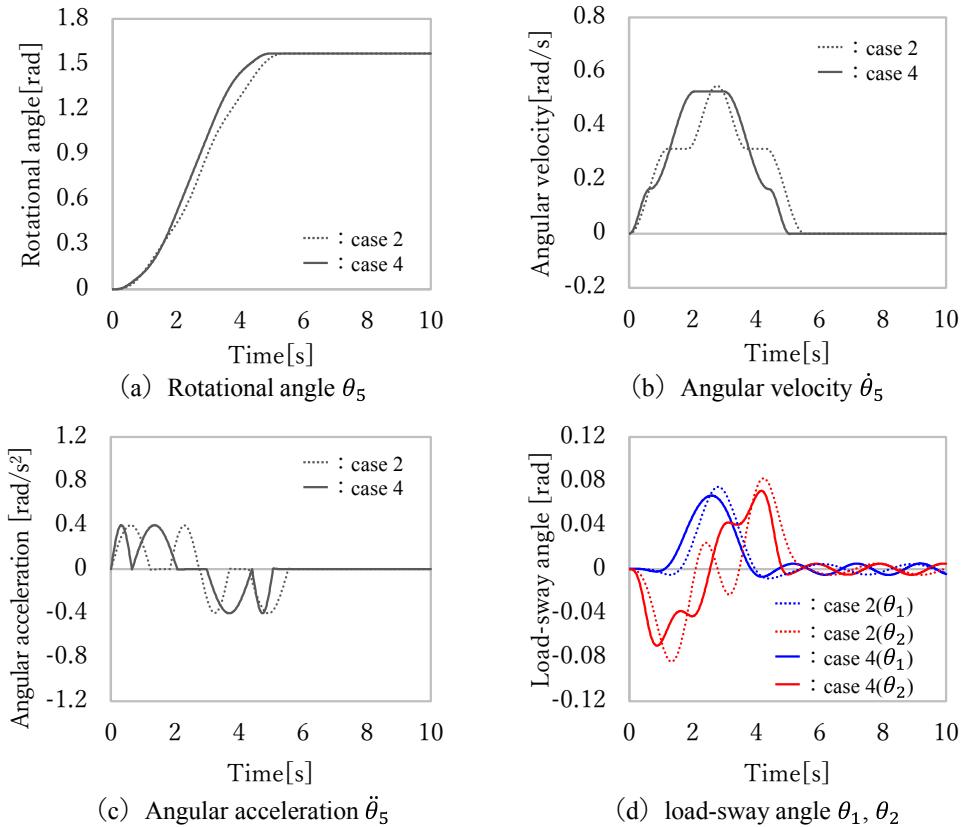 1.8
1.5
1.2
0.9
0.6
0.3
0
Rotational angle[rad]
: case 2
: case 4
0 2 4 6 8 10
Time[s]
(a) Rotational angle θ₅
0.8
0.6
0.4
0.2
0
-0.2
Angular velocity[rad/s]
: case 2
: case 4
0 2 4 6 8 10
Time[s]
(b) Angular velocity θ̇₅
1.2
0.8
0.4
0
-0.4
-0.8
-1.2
Angular acceleration [rad/s²]
: case 2
: case 4
0 2 4 6 8 10
Time[s]
(c) Angular acceleration θ̈₅
0.12
0.08
0.04
0
-0.04
-0.08
-0.12
Load-sway angle [rad]
: case 2(θ₁)
: case 2(θ₂)
: case 4(θ₁)
: case 4(θ₂)
0 2 4 6 8 10
Time[s]
(d) load-sway angle θ₁, θ₂